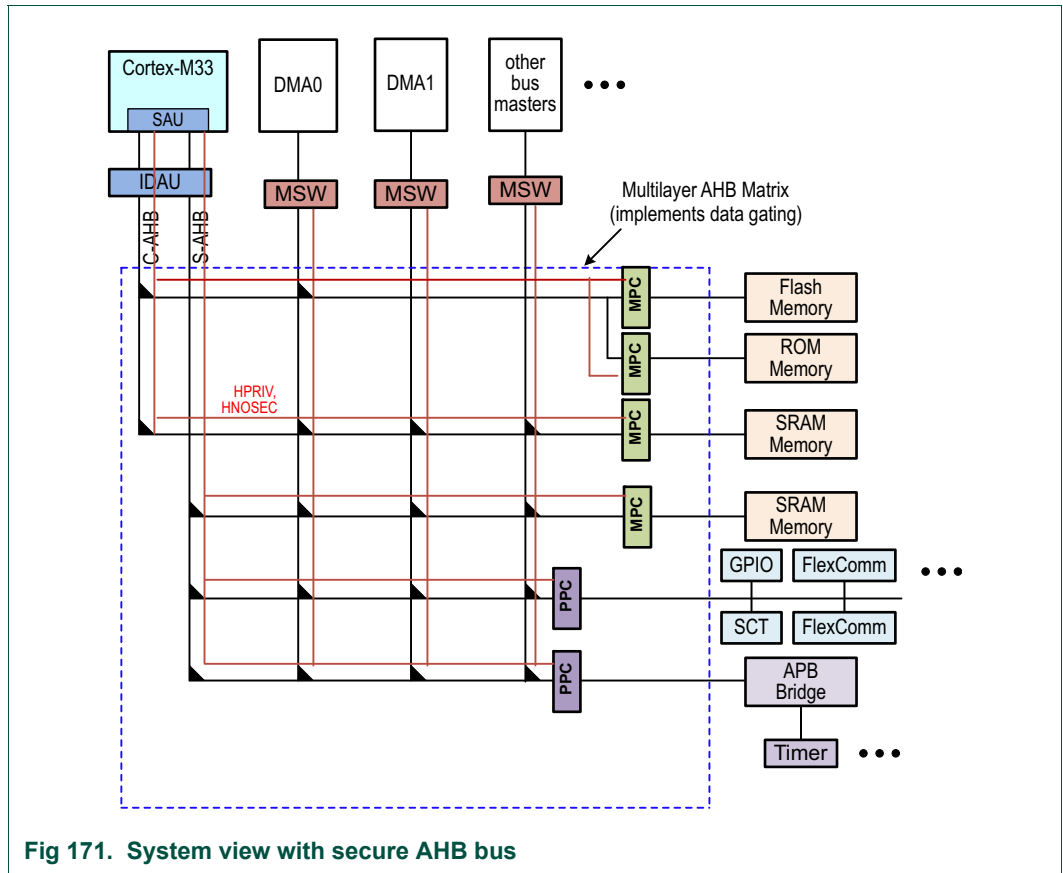 Cortex-M33
SAU
DMA0
DMA1
other
bus
masters
IDAU
MSW
MSW
MSW
C-AHB
S-AHB
Multilayer AHB Matrix
(implements data gating)
MPC
Flash
Memory
MPC
ROM
Memory
HPRIV,
HNOSEC
MPC
SRAM
Memory
MPC
SRAM
Memory
GPIO
FlexComm
PPC
SCT
FlexComm
PPC
APB
Bridge
Timer
Fig 171. System view with secure AHB bus